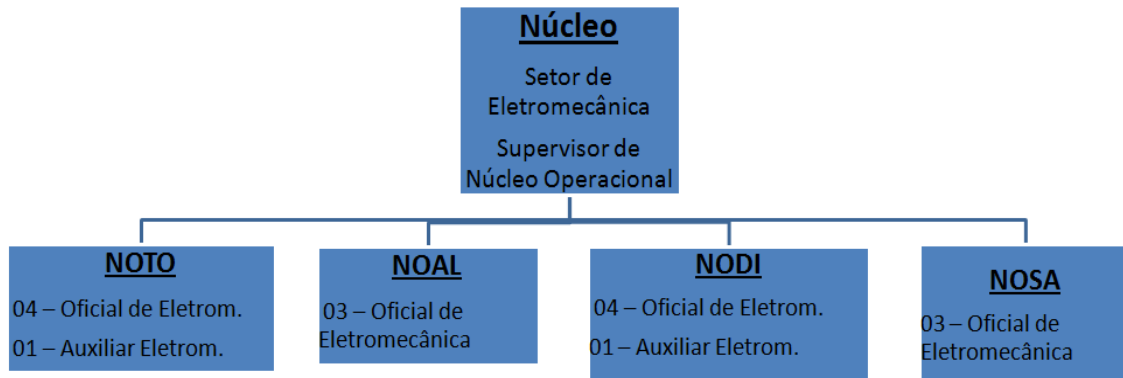 Núcleo
Setor de
Eletromecânica
Supervisor de
Núcleo Operacional
NOTO
04 – Oficial de Eletrom.
01 – Auxiliar Eletrom.
NOAL
03 – Oficial de
Eletromecânica
NODI
04 – Oficial de Eletrom.
01 – Auxiliar Eletrom.
NOSA
03 – Oficial de
Eletromecânica